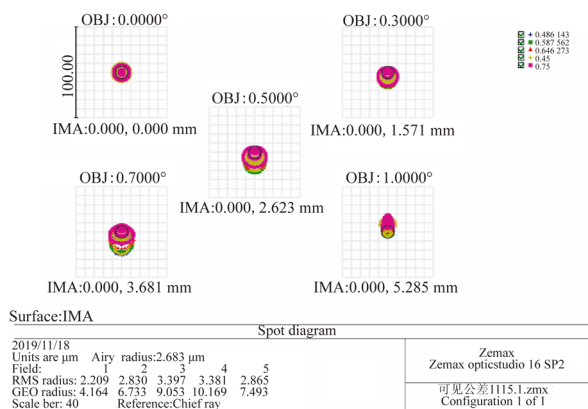 OBJ:0.0000°
OBJ:0.3000°
0.486 143
0.587 562
0.646 273
0.45
0.75
100.00
IMA:0.000, 0.000 mm
IMA:0.000, 1.571 mm
OBJ:0.5000°
IMA:0.000, 2.623 mm
OBJ:0.7000°
OBJ:1.0000°
IMA:0.000, 3.681 mm
IMA:0.000, 5.285 mm
Surface:IMA
Spot diagram
2019/11/18
Units are μm Airy radius:2.683 μm
Field: 1 2 3 4 5
RMS radius: 2.209 2.830 3.397 3.381 2.865
GEO radius: 4.164 6.733 9.053 10.169 7.493
Scale ber: 40 Reference:Chief ray
Zemax
Zemax opticstudio 16 SP2
可见公差1115.1.zmx
Configuration 1 of 1